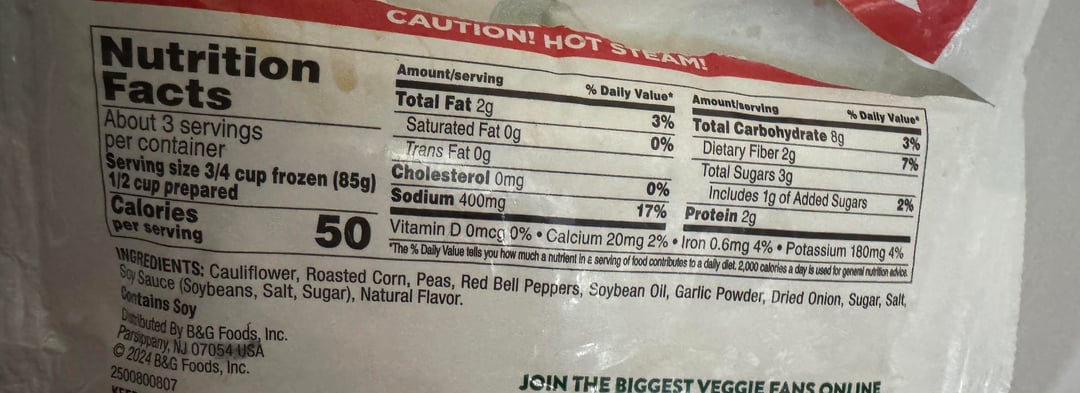 CAUTION! HOT STEAM!
Nutrition
Facts
About 3 servings
per container
Serving size 3/4 cup frozen (85g)
1/2 cup prepared
Calories
per serving
50
Amount/serving % Daily Value*
Total Fat 2g 3%
Saturated Fat 0g 0%
Trans Fat 0g
Cholesterol 0mg 0%
Sodium 400mg 17%
Amount/serving % Daily Value*
Total Carbohydrate 8g 3%
Dietary Fiber 2g 7%
Total Sugars 3g
Includes 1g of Added Sugars 2%
Protein 2g
Vitamin D 0mcg 0% • Calcium 20mg 2% • Iron 0.6mg 4% • Potassium 180mg 4%
*The % Daily Value tells you how much a nutrient in a serving of food contributes to a daily diet. 2,000 calories a day is used for general nutrition advice.
INGREDIENTS: Cauliflower, Roasted Corn, Peas, Red Bell Peppers, Soybean Oil, Garlic Powder, Dried Onion, Sugar, Salt,
Soy Sauce (Soybeans, Salt, Sugar), Natural Flavor.
Contains Soy
Distributed By B&G Foods, Inc.
Parsippany, NJ 07054 USA
© 2024 B&G Foods, Inc.
2500800807
JOIN THE BIGGEST VEGGIE FANS ONLINE